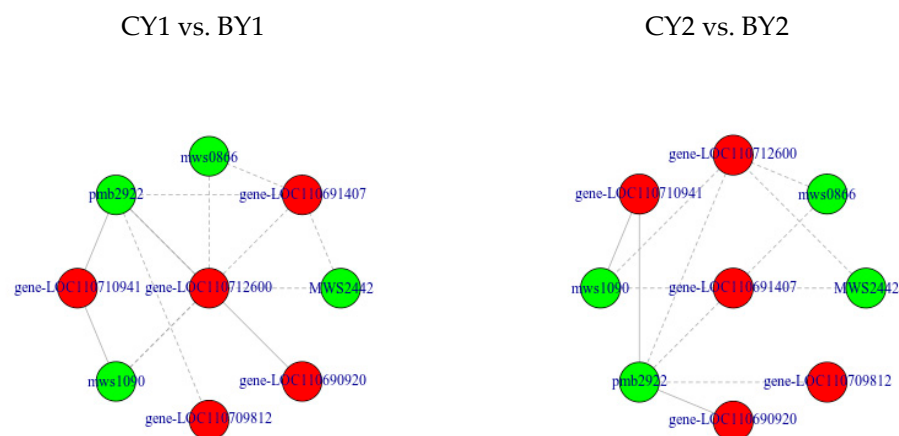 CY1 vs. BY1
CY2 vs. BY2
mws0866
pmb2922
gene-LOC110691407
gene-LOC110710941
gene-LOC110712600
MWS2442
mws1090
gene-LOC110690920
gene-LOC110709812
gene-LOC110712600
gene-LOC110710941
mws0866
mws1090
gene-LOC110691407
MWS2442
pmb2922
gene-LOC110709812
gene-LOC110690920